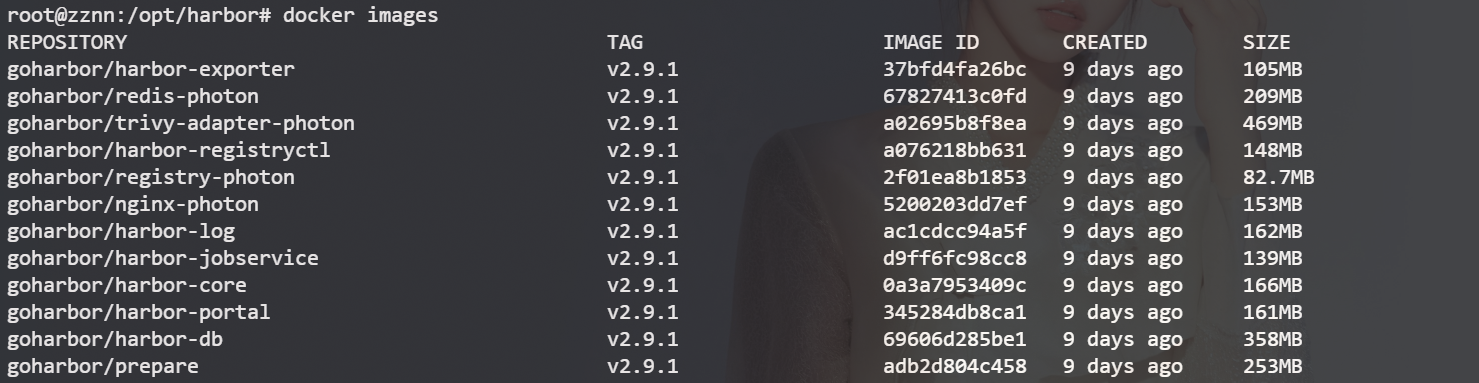 root@zznn:/opt/harbor# docker images
REPOSITORY TAG IMAGE ID CREATED SIZE
goharbor/harbor-exporter v2.9.1 37bfd4fa26bc 9 days ago 105MB
goharbor/redis-photon v2.9.1 67827413c0fd 9 days ago 209MB
goharbor/trivy-adapter-photon v2.9.1 a02695b8f8ea 9 days ago 469MB
goharbor/harbor-registryctl v2.9.1 a076218bb631 9 days ago 148MB
goharbor/registry-photon v2.9.1 2f01ea8b1853 9 days ago 82.7MB
goharbor/nginx-photon v2.9.1 5200203dd7ef 9 days ago 153MB
goharbor/harbor-log v2.9.1 ac1cdcc94a5f 9 days ago 162MB
goharbor/harbor-jobservice v2.9.1 d9ff6fc98cc8 9 days ago 139MB
goharbor/harbor-core v2.9.1 0a3a7953409c 9 days ago 166MB
goharbor/harbor-portal v2.9.1 345284db8ca1 9 days ago 161MB
goharbor/harbor-db v2.9.1 69606d285be1 9 days ago 358MB
goharbor/prepare v2.9.1 adb2d804c458 9 days ago 253MB